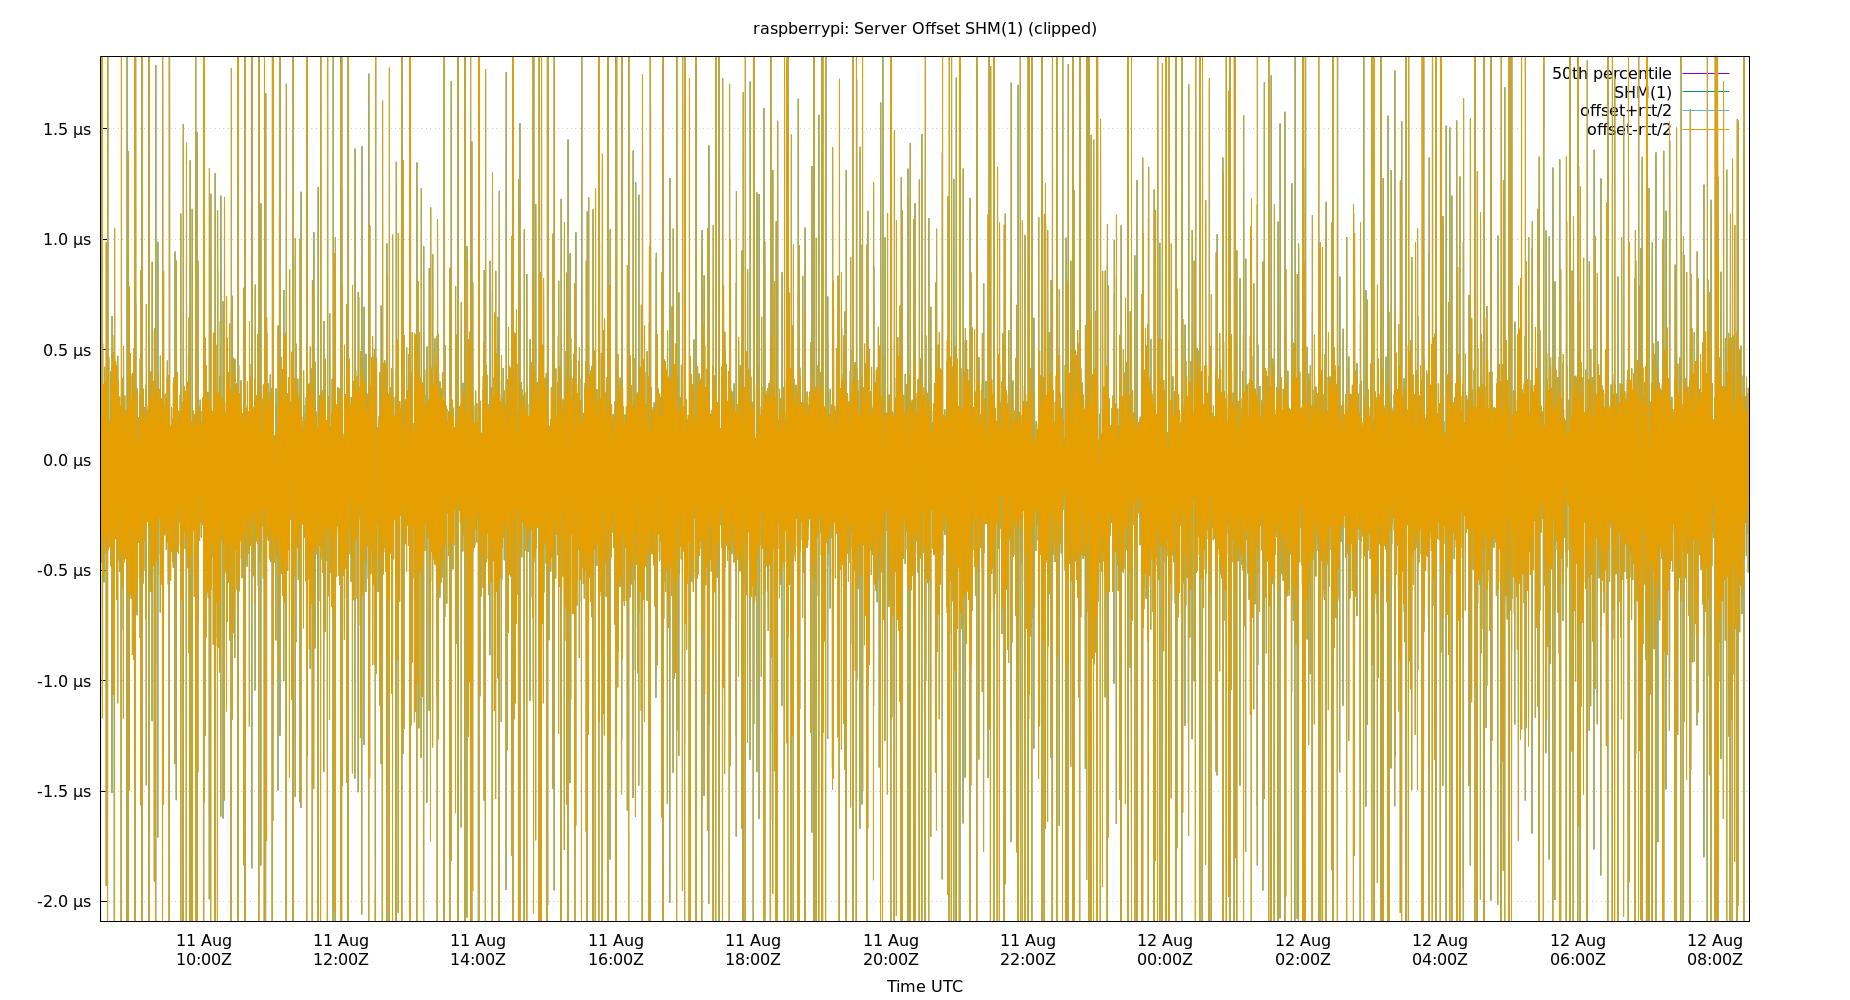 raspberrypi: Server Offset SHM(1) (clipped)
50th percentile
SHM(1)
offset+rtt/2
offset-rtt/2
1.5 µs
1.0 µs
0.5 µs
0.0 µs
-0.5 µs
-1.0 µs
-1.5 µs
-2.0 µs
11 Aug 11 Aug 11 Aug 11 Aug 11 Aug 11 Aug 11 Aug 12 Aug 12 Aug 12 Aug 12 Aug 12 Aug
10:00Z 12:00Z 14:00Z 16:00Z 18:00Z 20:00Z 22:00Z 00:00Z 02:00Z 04:00Z 06:00Z 08:00Z
Time UTC